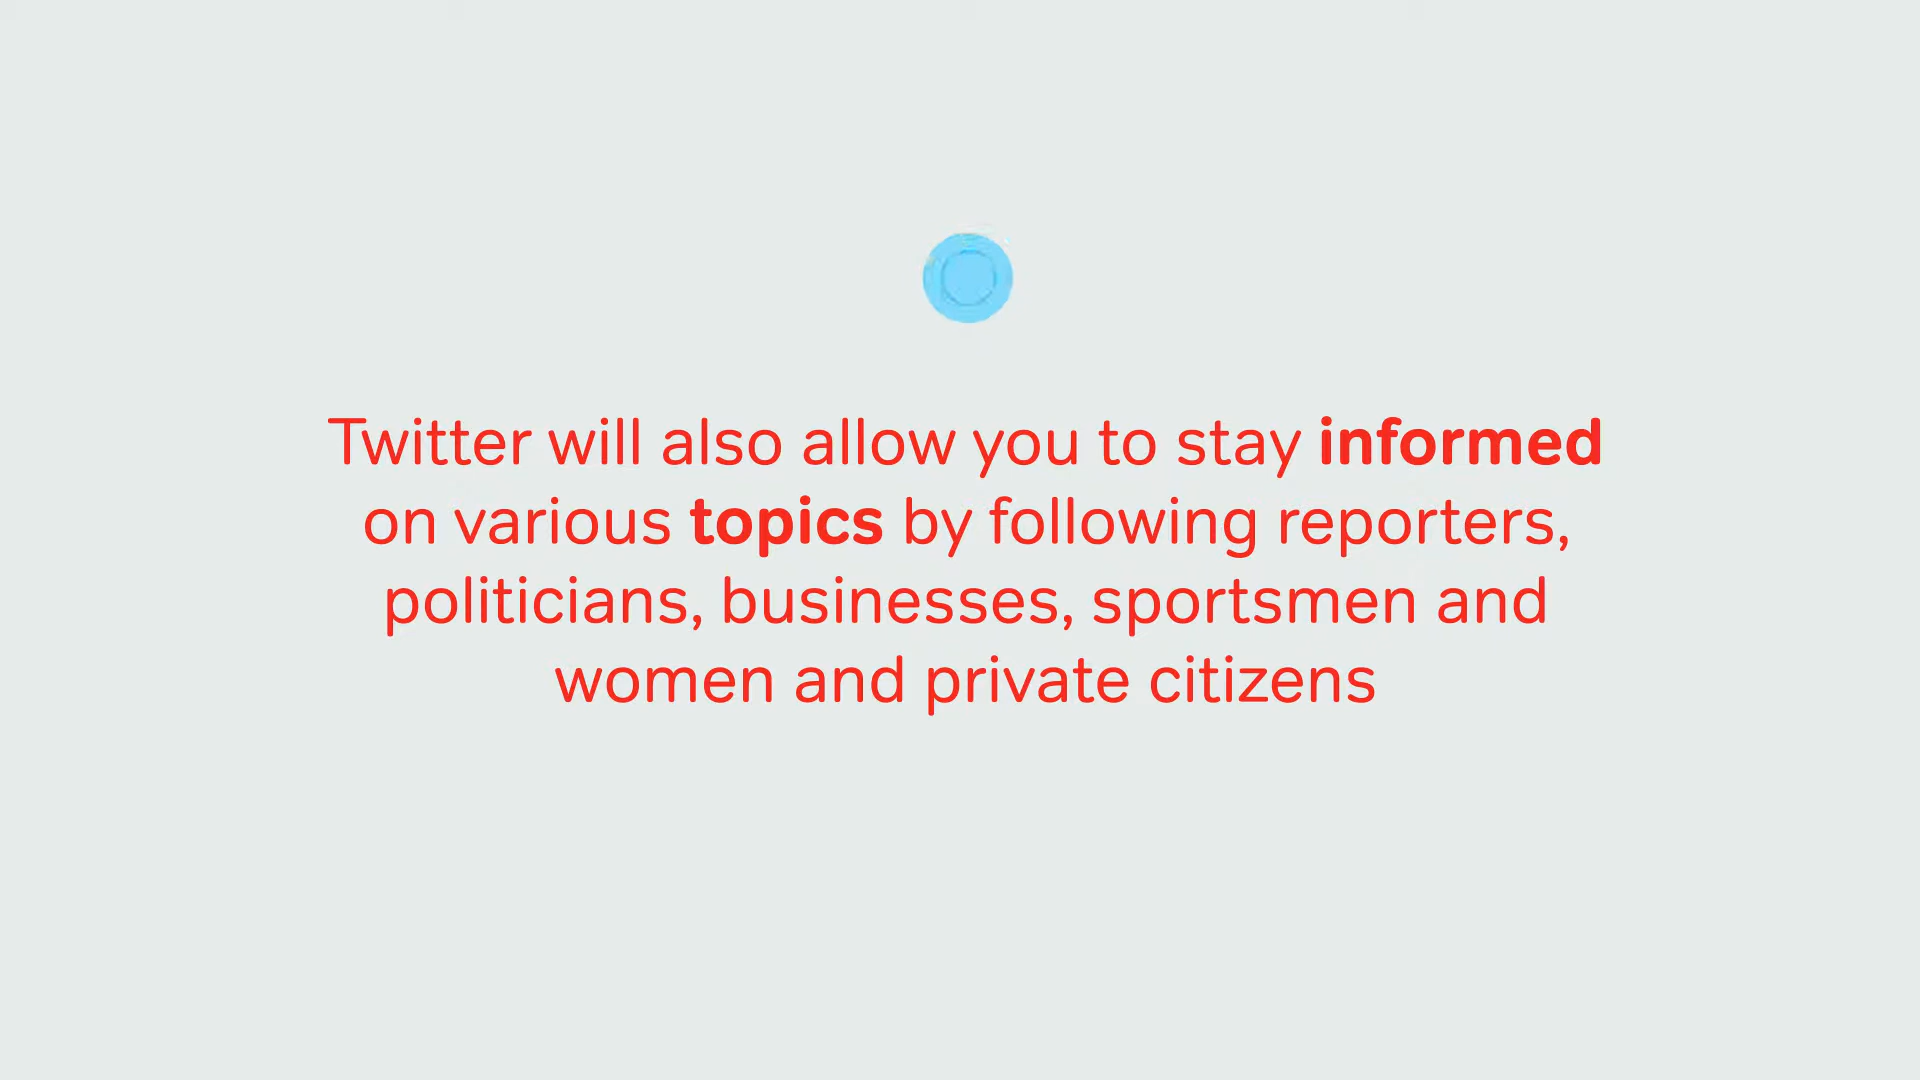 Twitter will also allow you to stay informed
on various topics by following reporters,
politicians, businesses, sportsmen and
women and private citizens